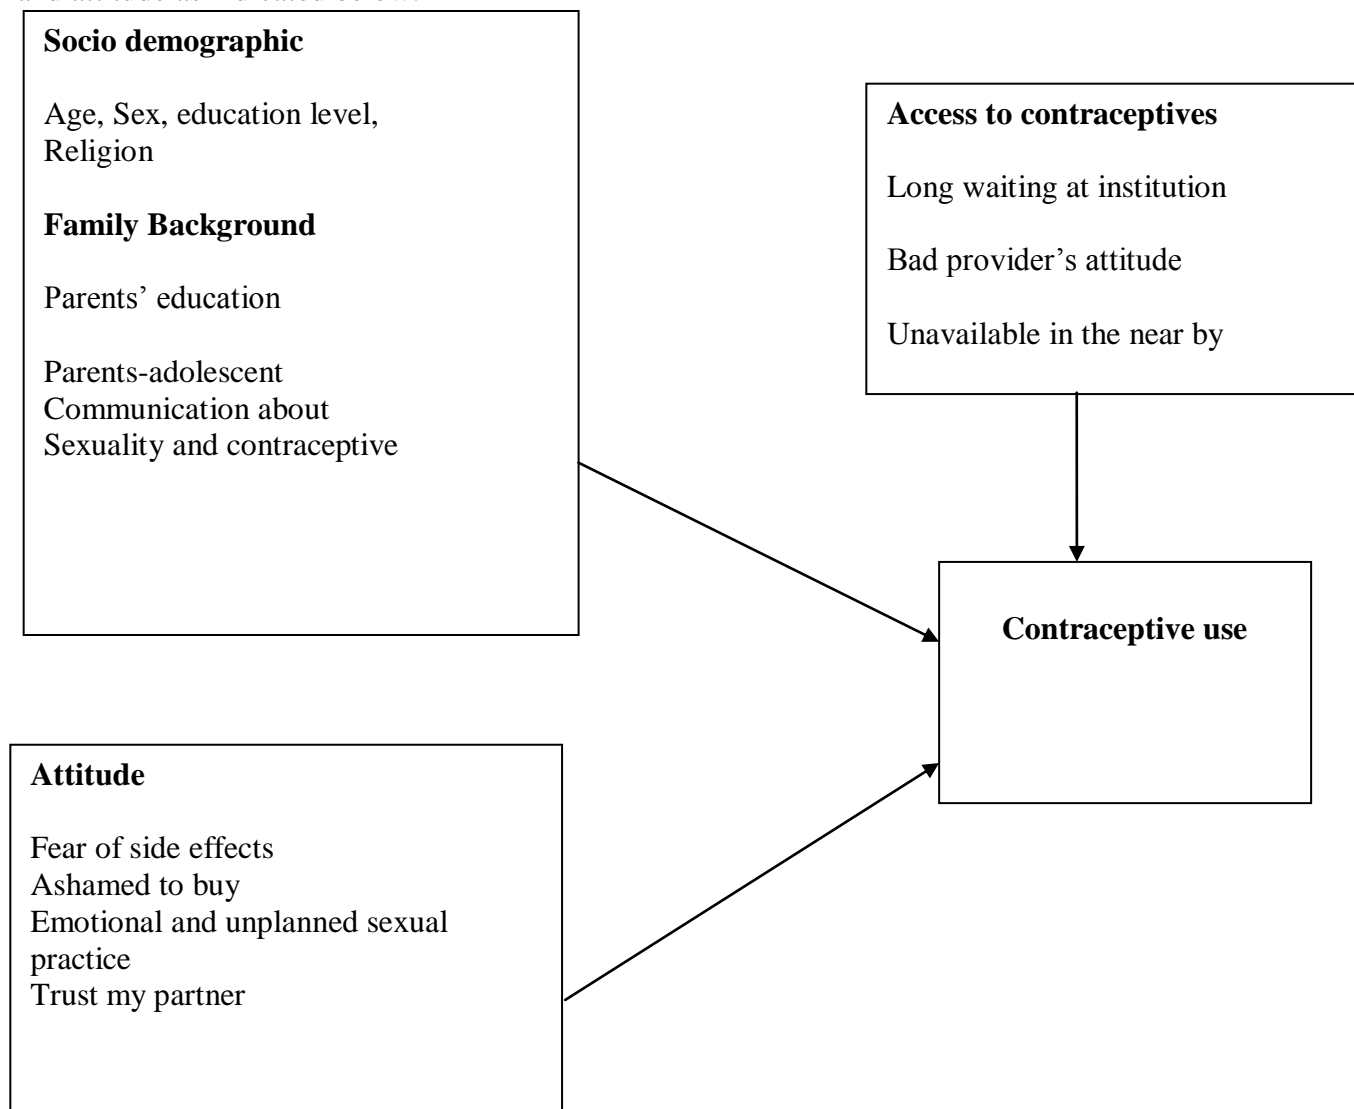 Socio demographic
Age, Sex, education level,
Religion
Family Background
Parents’ education
Parents-adolescent
Communication about
Sexuality and contraceptive
Access to contraceptives
Long waiting at institution
Bad provider’s attitude
Unavailable in the near by
Contraceptive use
Attitude
Fear of side effects
Ashamed to buy
Emotional and unplanned sexual
practice
Trust my partner